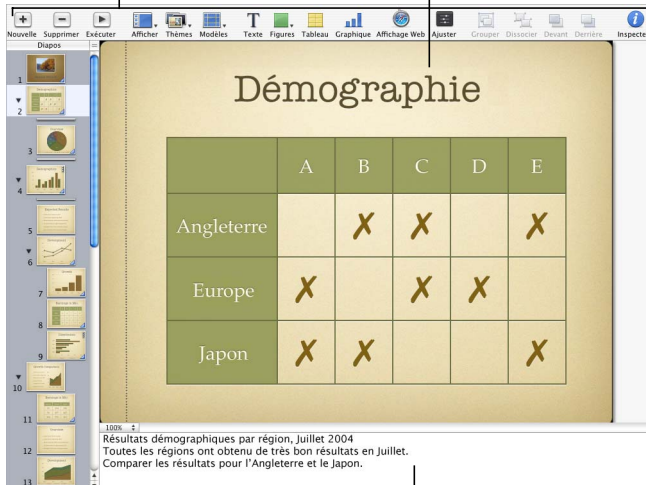 Nouvelle Supprimer Exécuter Afficher Thèmes Modèles Texte Figures Tableau Graphique Affichage Web Ajuster Grouper Dissocier Devant Derrière Inspecte
Diapos
1
2
3
4
5
6
7
8
9
10
11
12
13
Démographie
A B C D E
Angleterre ✗ ✗ ✗
Europe ✗ ✗ ✗
Japon ✗ ✗ ✗
100%
Résultats démographiques par région, Juillet 2004
Toutes les régions ont obtenu de très bon résultats en Juillet.
Comparer les résultats pour l'Angleterre et le Japon.